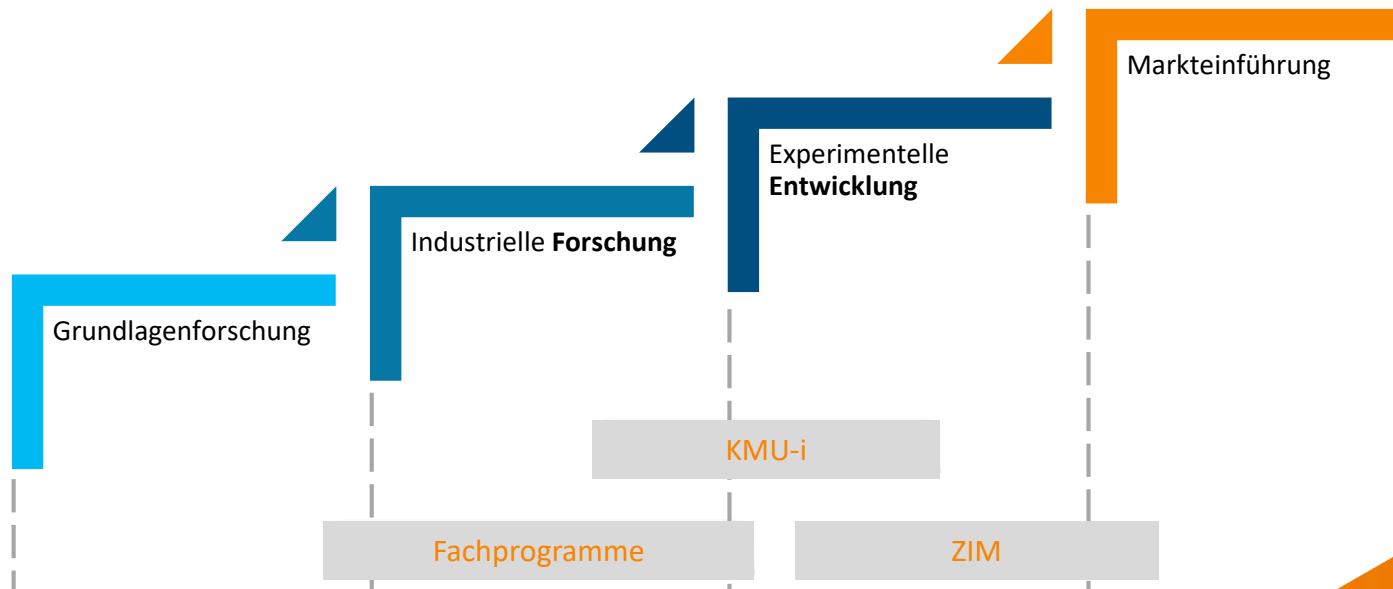 Markteinführung
Experimentelle
Entwicklung
Industrielle Forschung
Grundlagenforschung
KMU-i
Fachprogramme
ZIM